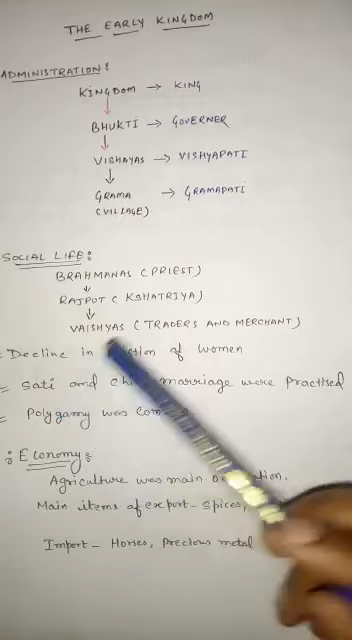 THE EARLY KINGDOM
ADMINISTRATION:
KINGDOM → KING
↓
BHUKTI → GOVERNER
↓
VISHAYAS → VISHYAPATI
↓
GRAMA → GRAMAPATI
(VILLAGE)
SOCIAL LIFE:
BRAHMANAS (PRIEST)
↓
RAJPUT (KSHATRIYA)
↓
VAISHYAS (TRADERS AND MERCHANT)
= Decline in of women
= Sati and marriage were Practised
= Polygamy was
: Economy:
Agriculture was main
Main items of export - Spices,
Import - Horses, Precious metal